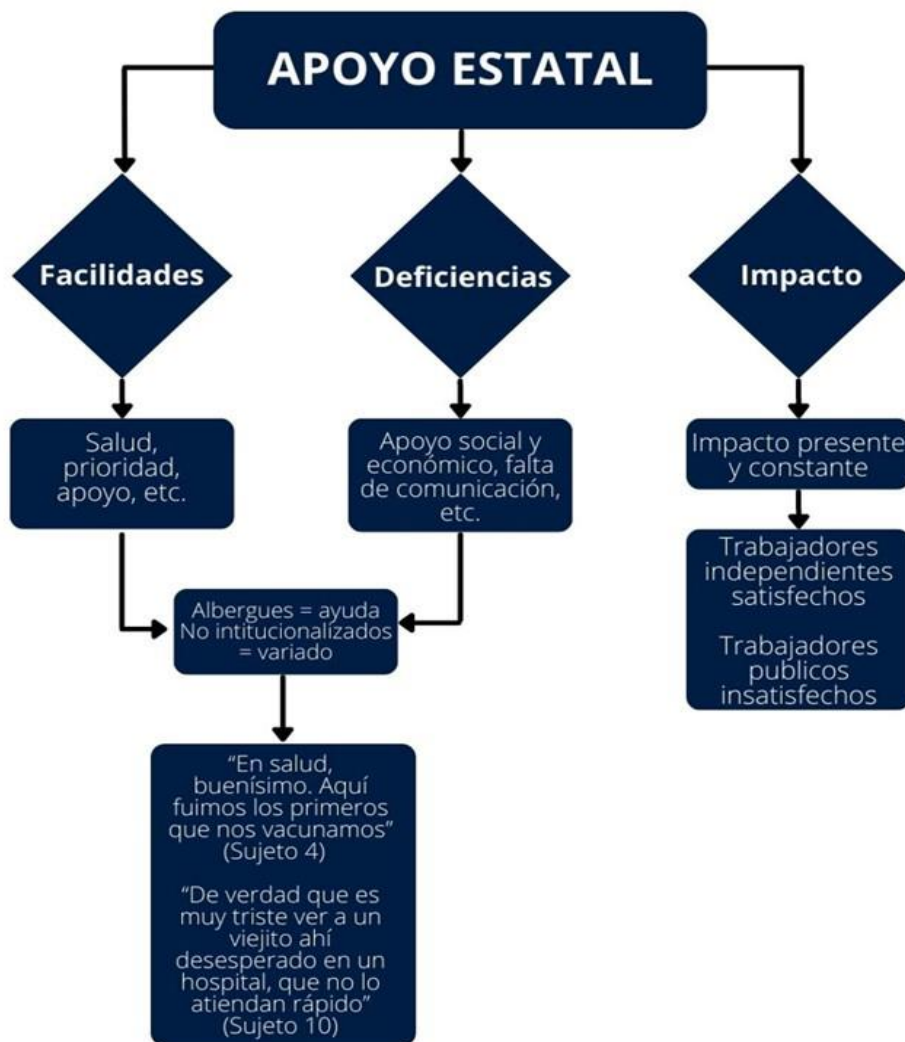 APOYO ESTATAL
Facilidades
Deficiencias
Impacto
Salud,
prioridad,
apoyo, etc.
Apoyo social y
económico, falta
de comunicación,
etc.
Impacto presente
y constante
Trabajadores
independientes
satisfechos
Trabajadores
publicos
insatisfechos
Albergues = ayuda
No intitucionalizados
= variado
“En salud,
buenísimo. Aquí
fuimos los primeros
que nos vacunamos”
(Sujeto 4)
“De verdad que es
muy triste ver a un
viejito ahí
desesperado en un
hospital, que no lo
atiendan rápido”
(Sujeto 10)